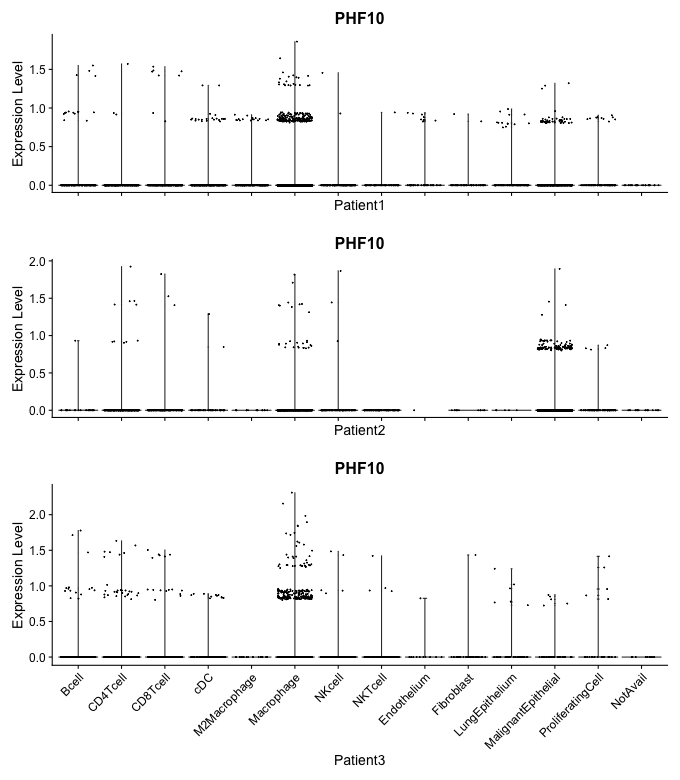 PHF10
Expression Level
1.5
1.0
0.5
0.0
Patient1
PHF10
Expression Level
2.0
1.5
1.0
0.5
0.0
Patient2
PHF10
Expression Level
2.0
1.5
1.0
0.5
0.0
Bcell
CD4Tcell
CD8Tcell
cDC
M2Macrophage
Macrophage
NKcell
NKTcell
Endothelium
Fibroblast
LungEpithelium
MalignantEpithelial
ProliferatingCell
NotAvail
Patient3